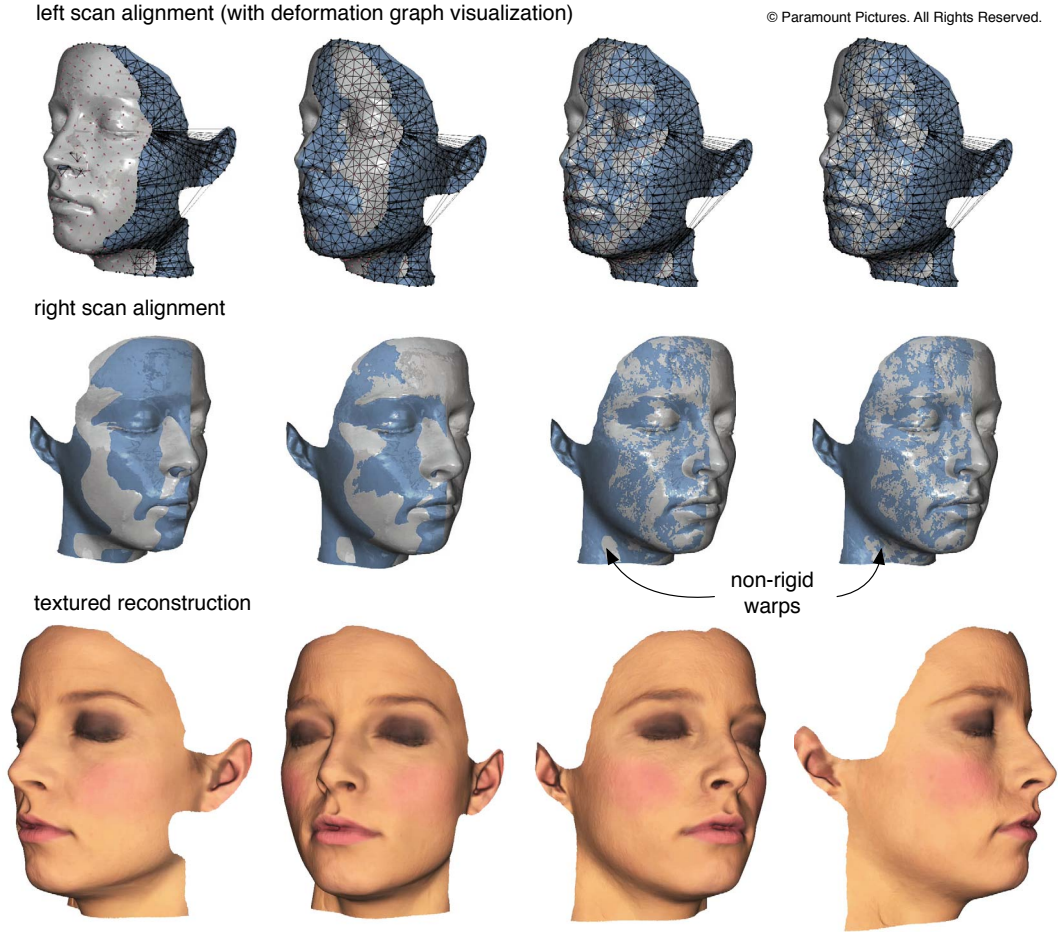 left scan alignment (with deformation graph visualization)
© Paramount Pictures. All Rights Reserved.
right scan alignment
non-rigid
warps
textured reconstruction